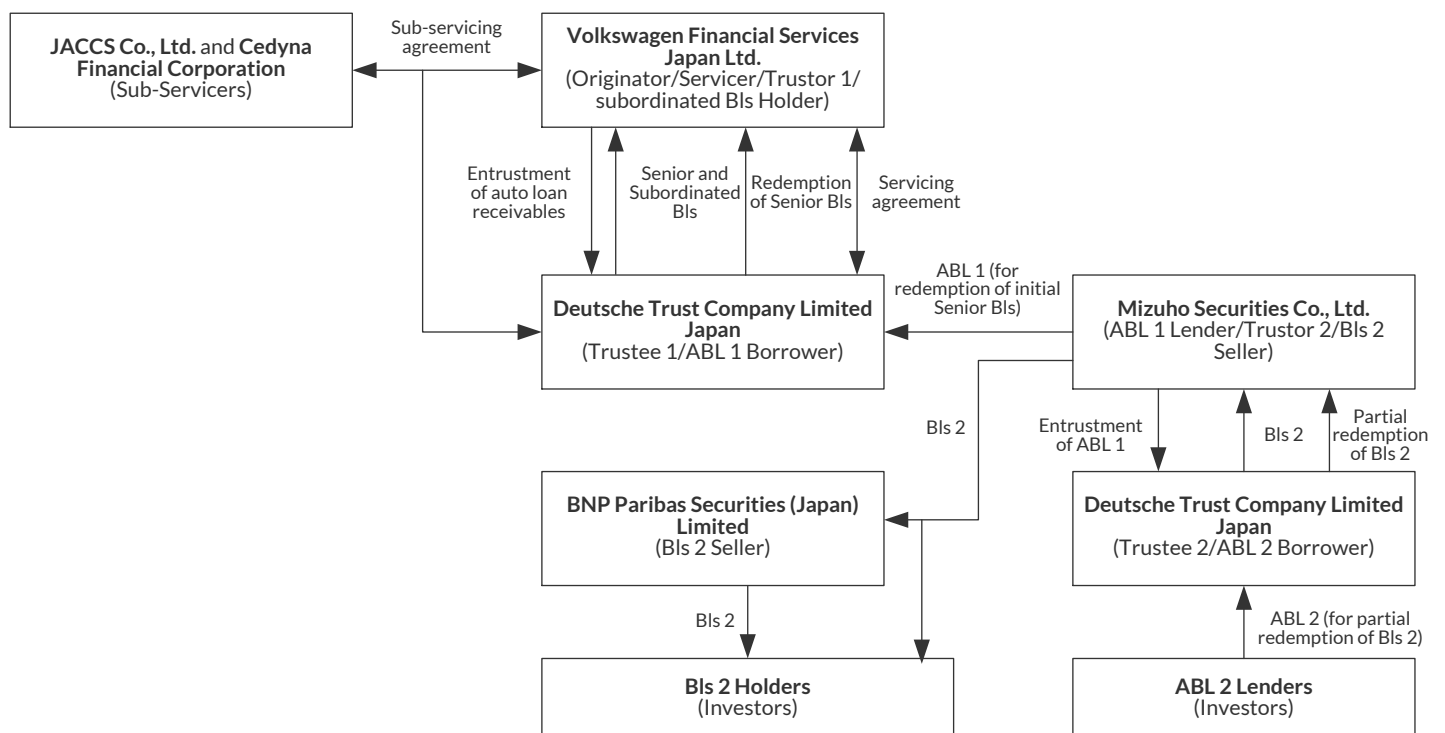 JACCS Co., Ltd. and Cedyna
Financial Corporation
(Sub-Servicers)
Sub-servicing
agreement
Volkswagen Financial Services
Japan Ltd.
(Originator/Servicer/Trustor 1/
subordinated BIs Holder)
Entrustment
of auto loan
receivables
Senior and
Subordinated
BIs
Redemption
of Senior BIs
Servicing
agreement
Deutsche Trust Company Limited
Japan
(Trustee 1/ABL 1 Borrower)
ABL 1 (for
redemption of initial
Senior BIs)
Mizuho Securities Co., Ltd.
(ABL 1 Lender/Trustor 2/BIs 2
Seller)
BIs 2
Entrustment
of ABL 1
BIs 2
Partial
redemption
of BIs 2
BNP Paribas Securities (Japan)
Limited
(BIs 2 Seller)
Deutsche Trust Company Limited
Japan
(Trustee 2/ABL 2 Borrower)
BIs 2
ABL 2 (for partial
redemption of BIs 2)
BIs 2 Holders
(Investors)
ABL 2 Lenders
(Investors)